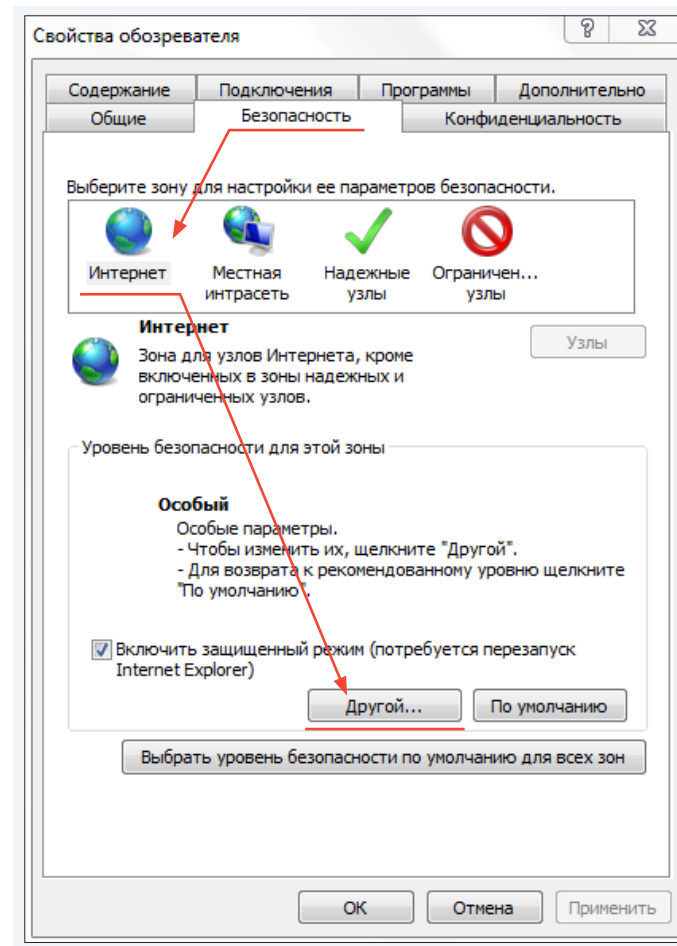 Свойства обозревателя
Содержание Подключения Программы Дополнительно
Общие Безопасность Конфиденциальность
Выберите зону для настройки ее параметров безопасности.
Интернет Местная Надежные Ограничен...
интрасеть узлы узлы
Интернет
Узлы
Зона для узлов Интернета, кроме
включенных в зоны надежных и
ограниченных узлов.
Уровень безопасности для этой зоны
Особый
Особые параметры.
- Чтобы изменить их, щелкните "Другой".
- Для возврата к рекомендованному уровню щелкните
"По умолчанию".
Включить защищенный режим (потребуется перезапуск
Internet Explorer)
Другой... По умолчанию
Выбрать уровень безопасности по умолчанию для всех зон
ОК Отмена Применить